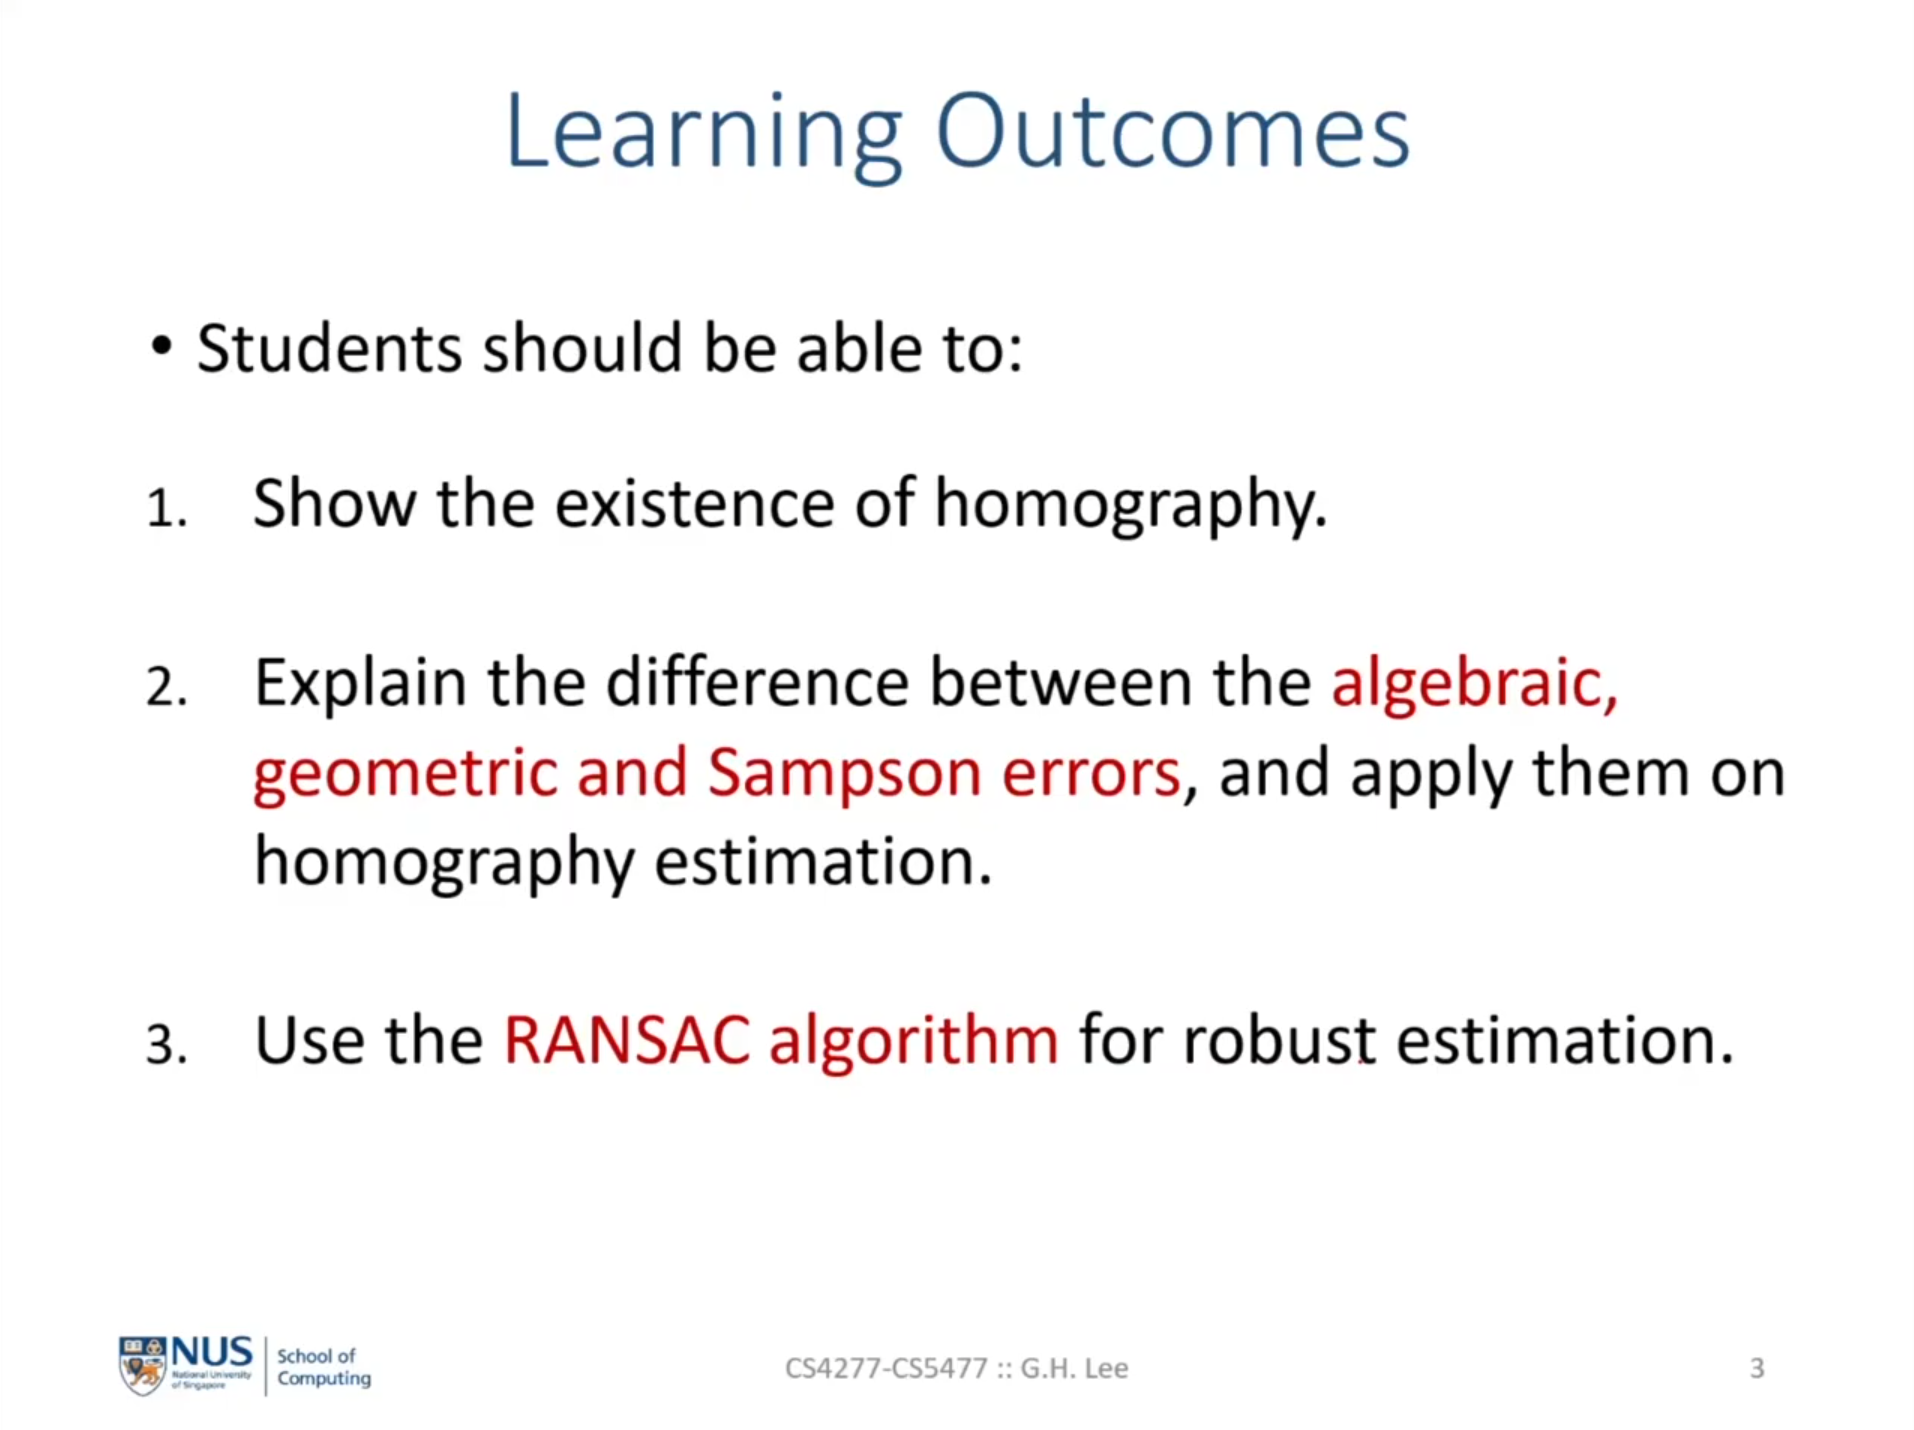 Learning Outcomes
• Students should be able to:
1. Show the existence of homography.
2. Explain the difference between the algebraic,
geometric and Sampson errors, and apply them on
homography estimation.
3. Use the RANSAC algorithm for robust estimation.
NUS
National University
of Singapore
School of
Computing
CS4277-CS5477 :: G.H. Lee
3